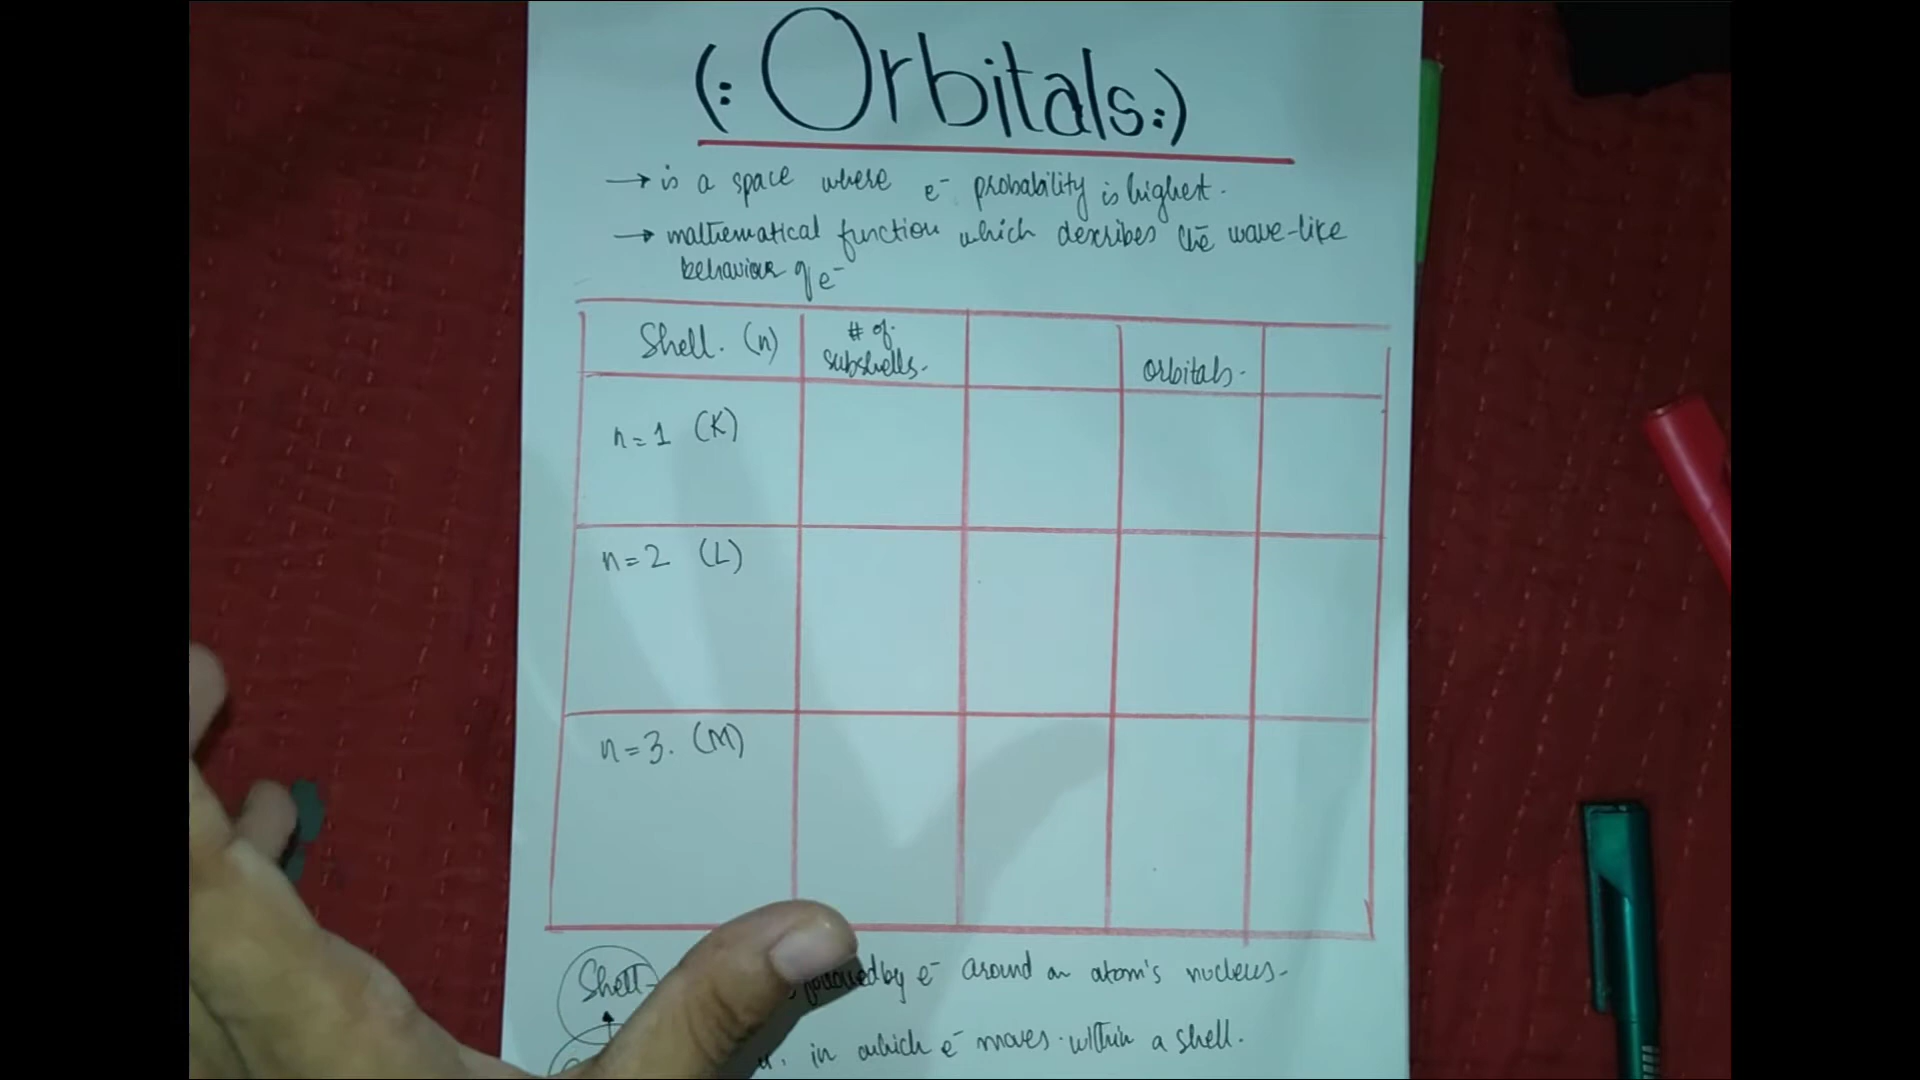 (: Orbitals :)
→ is a space where e⁻ probability is highest.
→ mathematical function which describes the wave-like
behaviour of e⁻
Shell. (n)
# of
subshells.
orbitals.
n=1 (K)
n=2 (L)
n=3. (M)
Shell
followed by e⁻ around an atom's nucleus.
in which e⁻ moves within a shell.